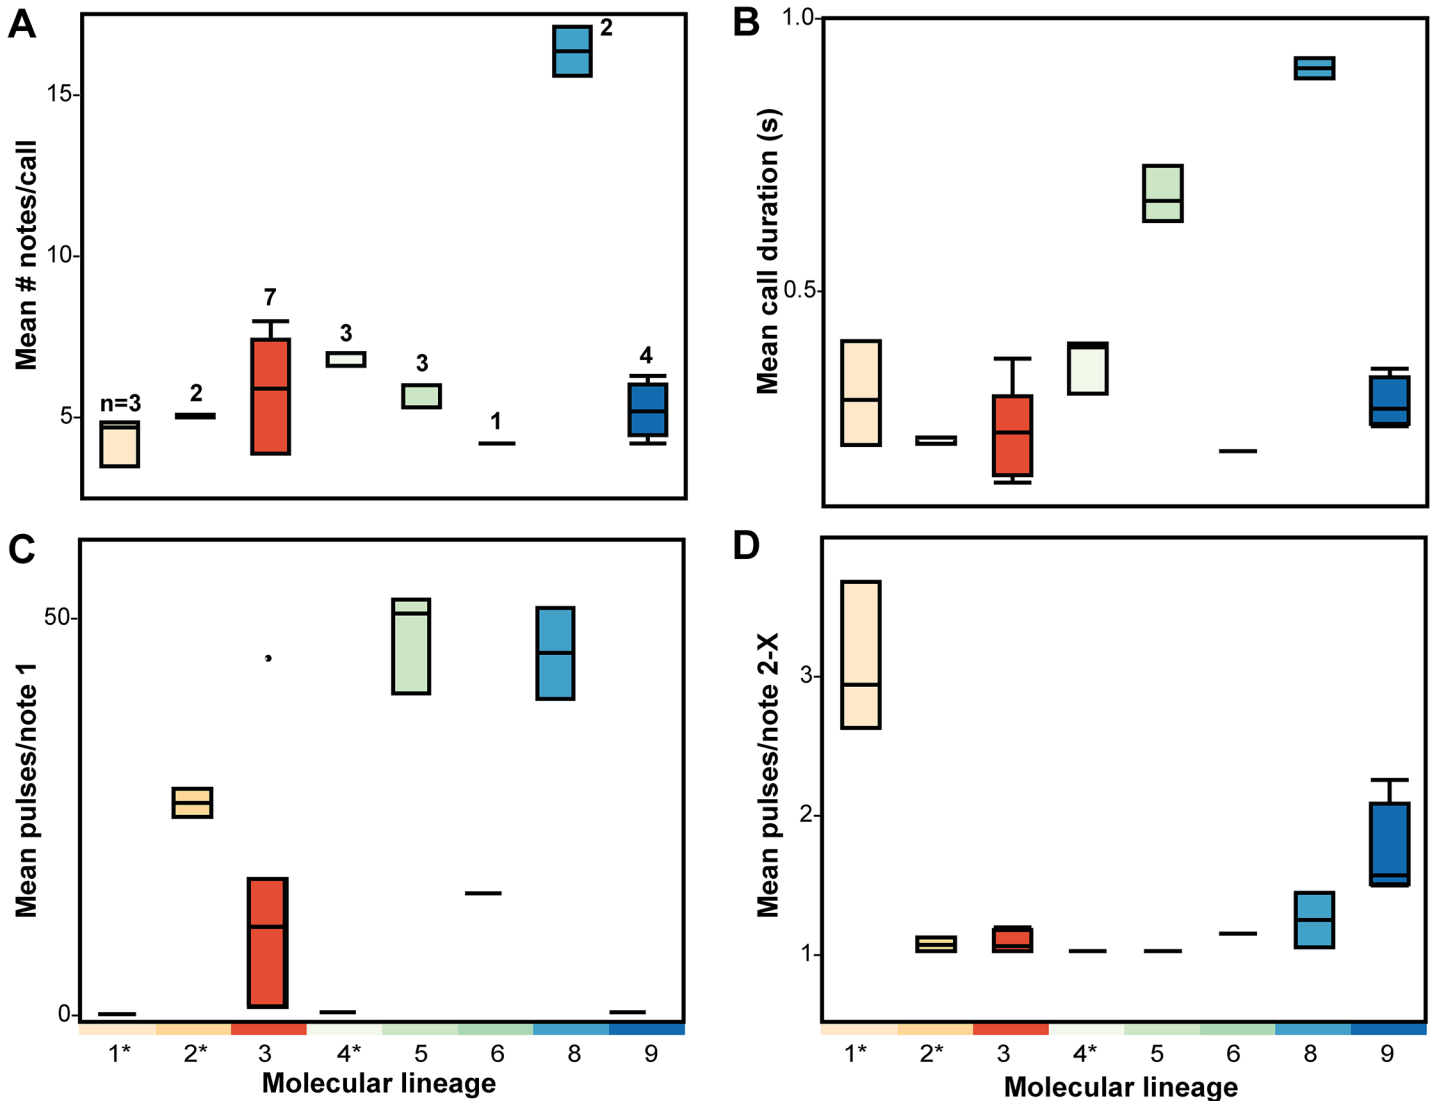 A
Mean # notes/call
15
10
5
n=3
2
7
3
3
1
2
4
B
Mean call duration (s)
1.0
0.5
C
Mean pulses/note 1
50
0
1* 2* 3 4* 5 6 8 9
Molecular lineage
D
Mean pulses/note 2-X
3
2
1
1* 2* 3 4* 5 6 8 9
Molecular lineage